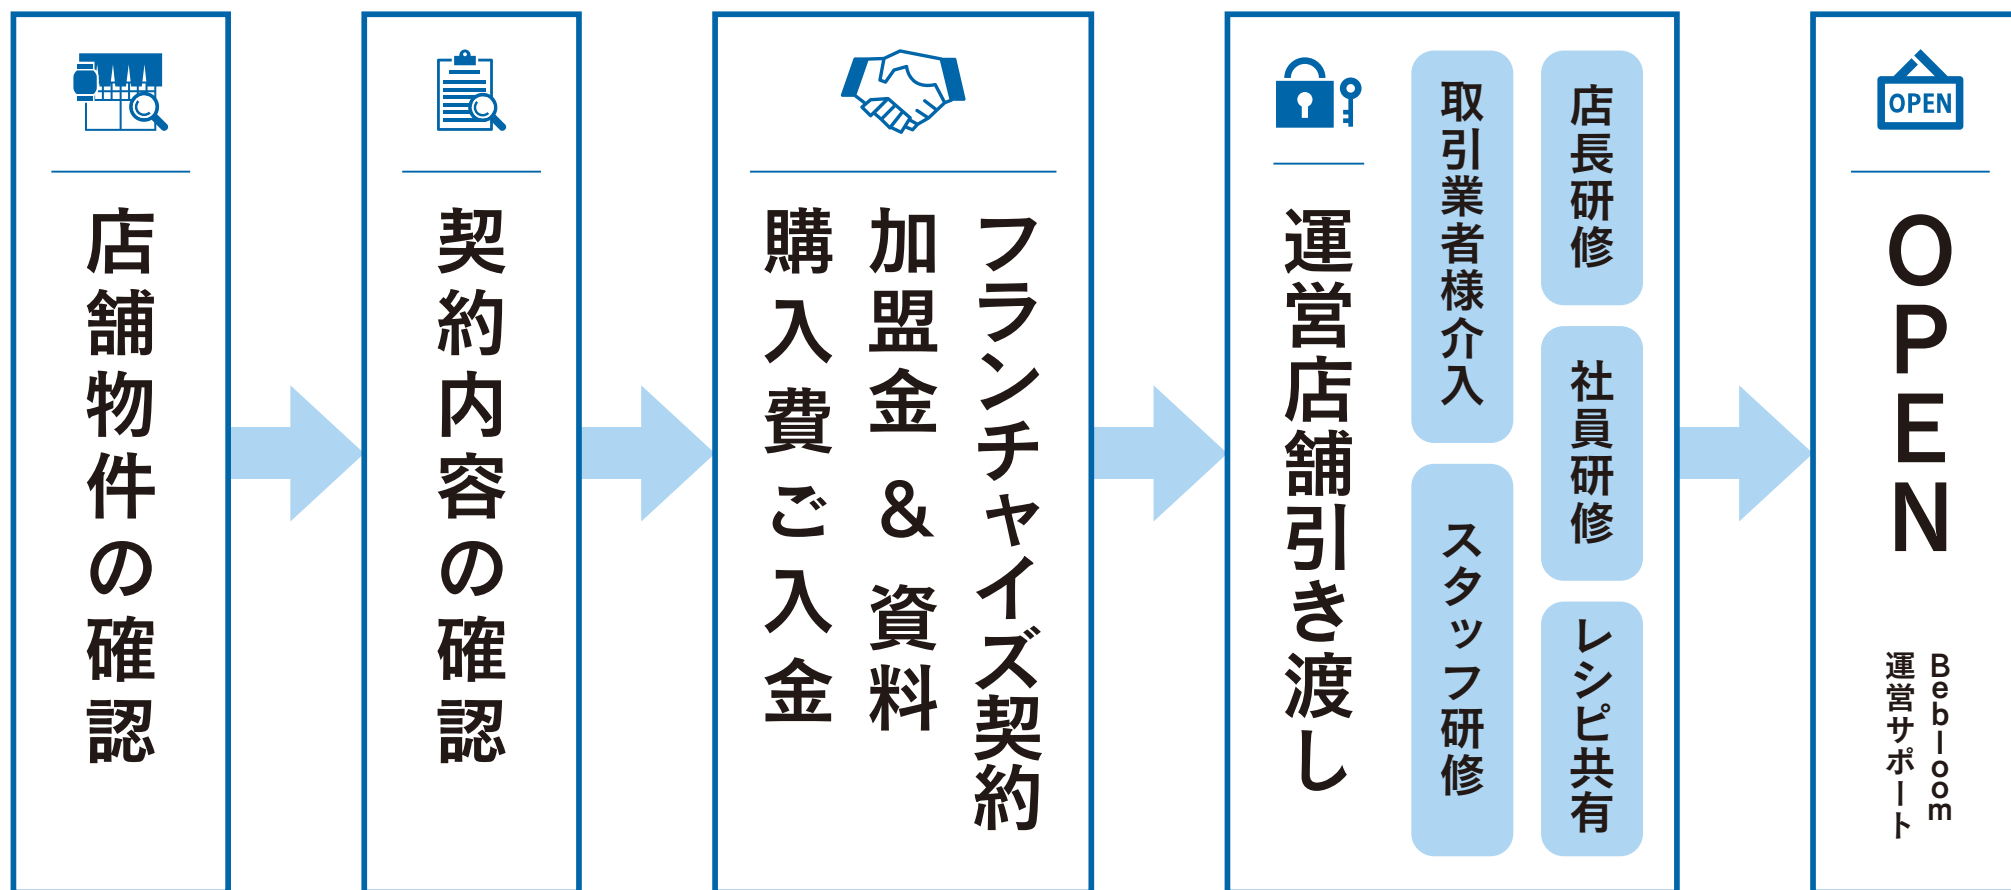 店舗物件の確認
契約内容の確認
フランチャイズ契約
加盟金 & 資料
購入費ご入金
運営店舗引き渡し
店長研修
社員研修
レシピ共有
取引業者様介入
スタッフ研修
OPEN
OPEN
Bebloom
運営サポート